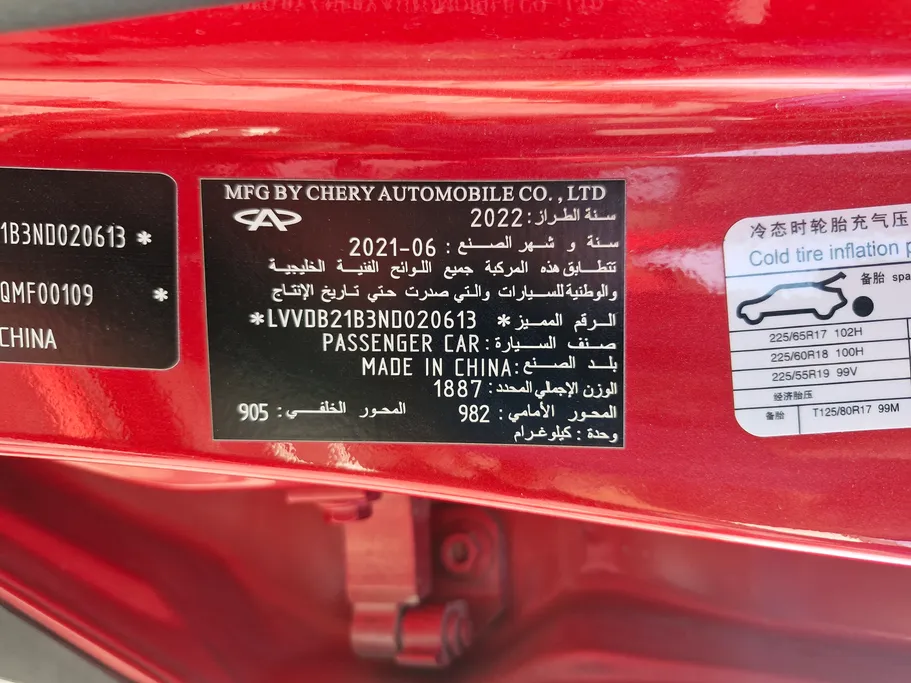 1B3ND020613 *
QMF00109 *
CHINA
MFG BY CHERY AUTOMOBILE CO., LTD
سنة الطراز: 2022
سنة و شهر الصنع : 2021-06
تتطابق هذه المركبة جميع اللوائح الفنية الخليجية
والوطنية للسيارات والتي صدرت حتي تاريخ الإنتاج
الرقم المميز* LVVDB21B3ND020613*
صنف السيارة: PASSENGER CAR
بلد الصنع: MADE IN CHINA
الوزن الإجمالي المحدد: 1887
المحور الأمامي: 982 المحور الخلفي: 905
وحدة : كيلوغرام
冷态时轮胎充气压
Cold tire inflation p
备胎 spa
225/65R17 102H
225/60R18 100H
225/55R19 99V
经济胎压
备胎 T125/80R17 99M